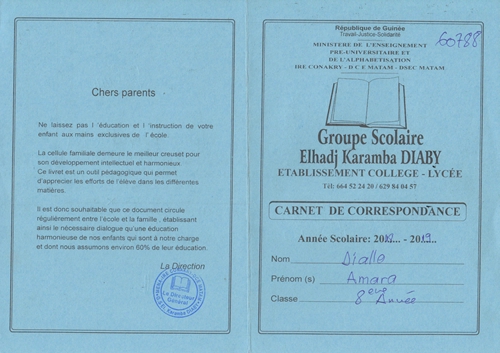 Chers parents
Ne laissez pas l 'éducation et l 'instruction de votre
enfant aux mains exclusives de l' école.
La cellule familiale demeure le meilleur creuset pour
son développement intellectuel et harmonieux.
Ce livret est un outil pédagogique qui permet
d'apprécier les efforts de l'élève dans les différentes
matières.
Il est donc souhaitable que ce document circule
régulièrement entre l'école et la famille , établissant
ainsi le nécessaire dialogue qu'une éducation
harmonieuse de nos enfants qui sont à notre charge
et dont nous assumons environ 60% de leur éducation.
La Direction
Le Directeur
Général
République de Guinée
Travail-Justice-Solidarité
60788
MINISTERE DE L'ENSEIGNEMENT
PRE-UNIVERSITAIRE ET
DE L'ALPHABETISATION
IRE CONAKRY - D C E MATAM - DSEC MATAM
Groupe Scolaire
Elhadj Karamba DIABY
ETABLISSEMENT COLLEGE - LYCÉE
Tél: 664 52 24 20 / 629 84 04 57
CARNET DE CORRESPONDANCE
Année Scolaire: 2018... - 2019...
Nom Diallo
Prénom (s) Amara
Classe 8ème Année